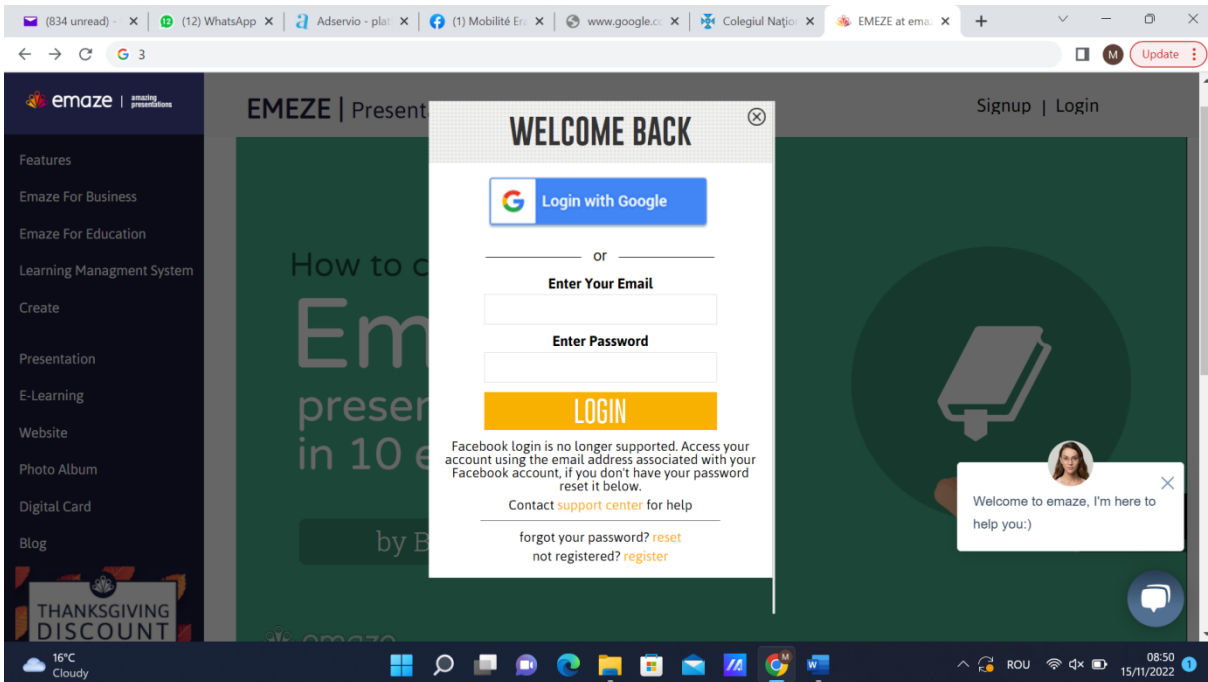 (834 unread) -
(12) WhatsApp
Adservio - plat
(1) Mobilité Er
www.google.co
Colegiul Națion
EMEZE at ema
G 3
M
Update
emaze | amazing presentations
EMEZE | Present
Signup | Login
WELCOME BACK
Features
Emaze For Business
Emaze For Education
Learning Managment System
Create
Presentation
E-Learning
Website
Photo Album
Digital Card
Blog
THANKSGIVING
DISCOUNT
How to c
Em
presen
in 10 e
by B
emaze
G Login with Google
or
Enter Your Email
Enter Password
LOGIN
Facebook login is no longer supported. Access your
account using the email address associated with your
Facebook account, if you don't have your password
reset it below.
Contact support center for help
forgot your password? reset
not registered? register
Welcome to emaze, I'm here to
help you:)
16°C
Cloudy
M
W
ROU
08:50
15/11/2022
1